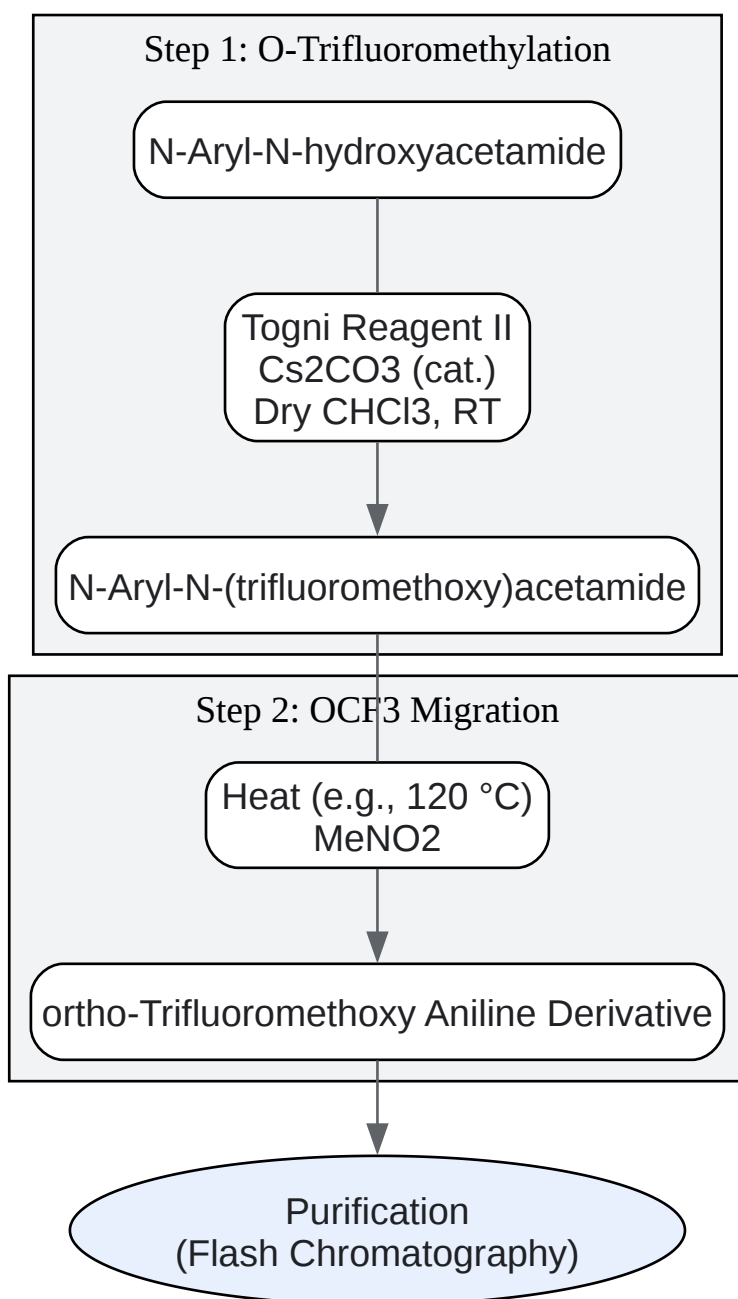 Step 1: O-Trifluoromethylation
N-Aryl-N-hydroxyacetamide
Togni Reagent II
Cs2CO3 (cat.)
Dry CHCl3, RT
N-Aryl-N-(trifluoromethoxy)acetamide
Step 2: OCF3 Migration
Heat (e.g., 120 °C)
MeNO2
ortho-Trifluoromethoxy Aniline Derivative
Purification
(Flash Chromatography)